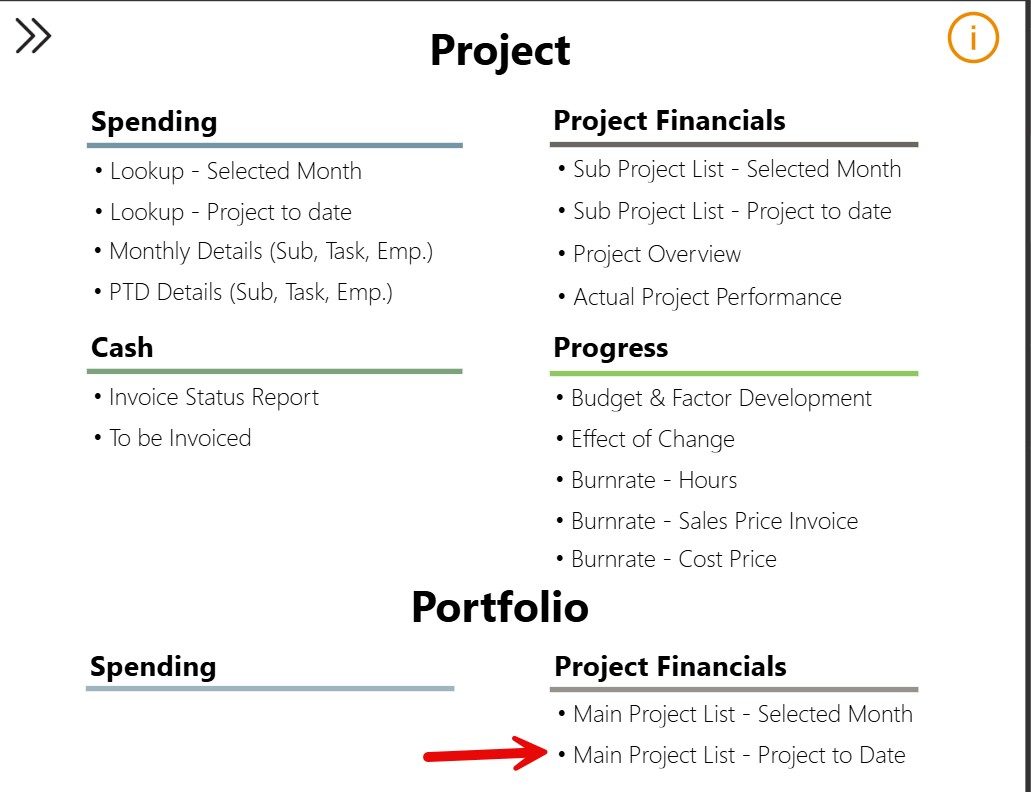 Project
Spending
• Lookup - Selected Month
• Lookup - Project to date
• Monthly Details (Sub, Task, Emp.)
• PTD Details (Sub, Task, Emp.)
Project Financials
• Sub Project List - Selected Month
• Sub Project List - Project to date
• Project Overview
• Actual Project Performance
Cash
• Invoice Status Report
• To be Invoiced
Progress
• Budget & Factor Development
• Effect of Change
• Burnrate - Hours
• Burnrate - Sales Price Invoice
• Burnrate - Cost Price
Portfolio
Spending
Project Financials
• Main Project List - Selected Month
• Main Project List - Project to Date